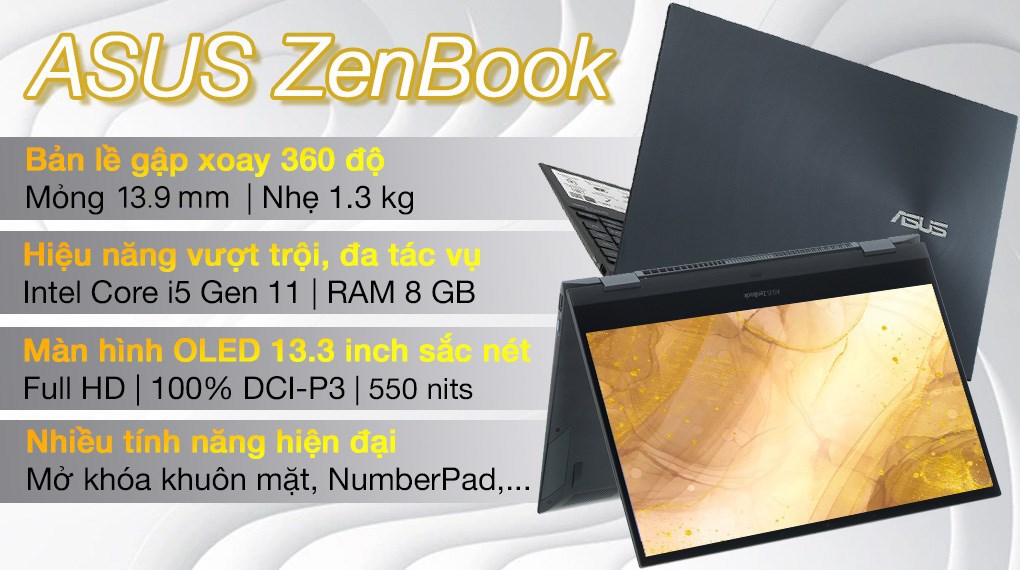 ASUS ZenBook
Bản lề gập xoay 360 độ
Mỏng 13.9 mm | Nhẹ 1.3 kg
Hiệu năng vượt trội, đa tác vụ
Intel Core i5 Gen 11 | RAM 8 GB
Màn hình OLED 13.3 inch sắc nét
Full HD | 100% DCI-P3 | 550 nits
Nhiều tính năng hiện đại
Mở khóa khuôn mặt, NumberPad,...
ASUS
ASUS ZenBook